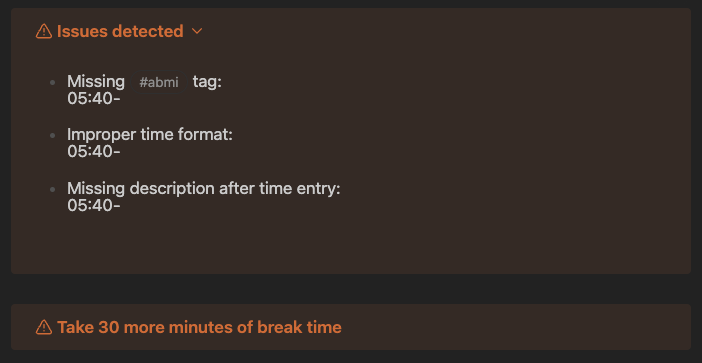 Issues detected
Missing #abmi tag:
05:40-
Improper time format:
05:40-
Missing description after time entry:
05:40-
Take 30 more minutes of break time